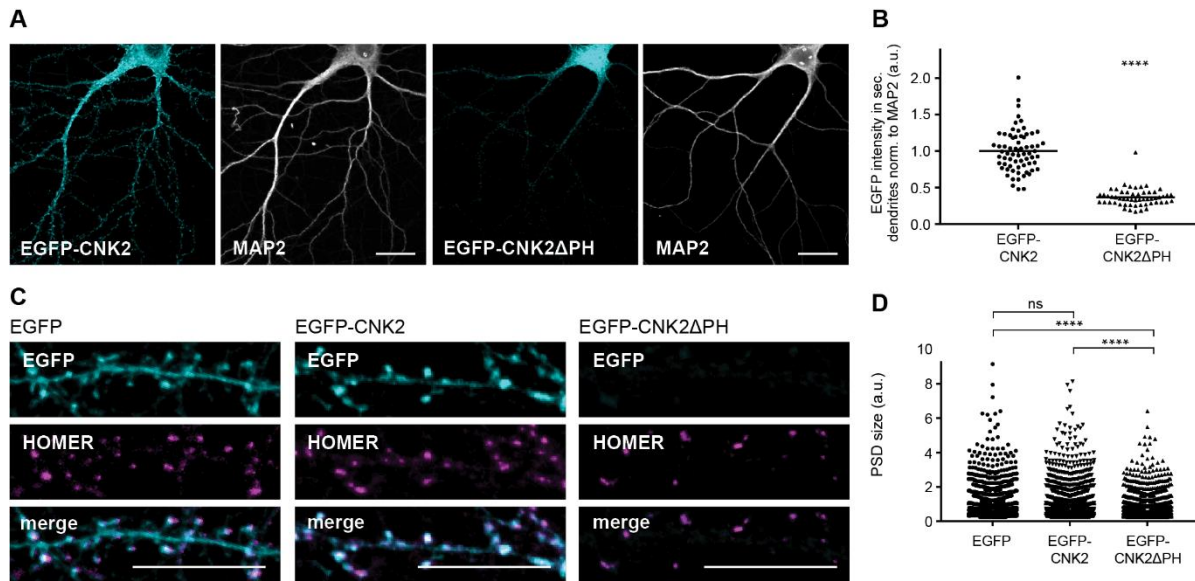 A
EGFP-CNK2
MAP2
EGFP-CNK2ΔPH
MAP2
B
EGFP intensity in sec.
dendrites norm. to MAP2 (a.u.)
2.0
1.5
1.0
0.5
0.0
****
EGFP-
CNK2
EGFP-
CNK2ΔPH
C
EGFP
EGFP-CNK2
EGFP-CNK2ΔPH
EGFP
EGFP
EGFP
HOMER
HOMER
HOMER
merge
merge
merge
D
ns
****
****
PSD size (a.u.)
10
8
6
4
2
0
EGFP
EGFP-
CNK2
EGFP-
CNK2ΔPH